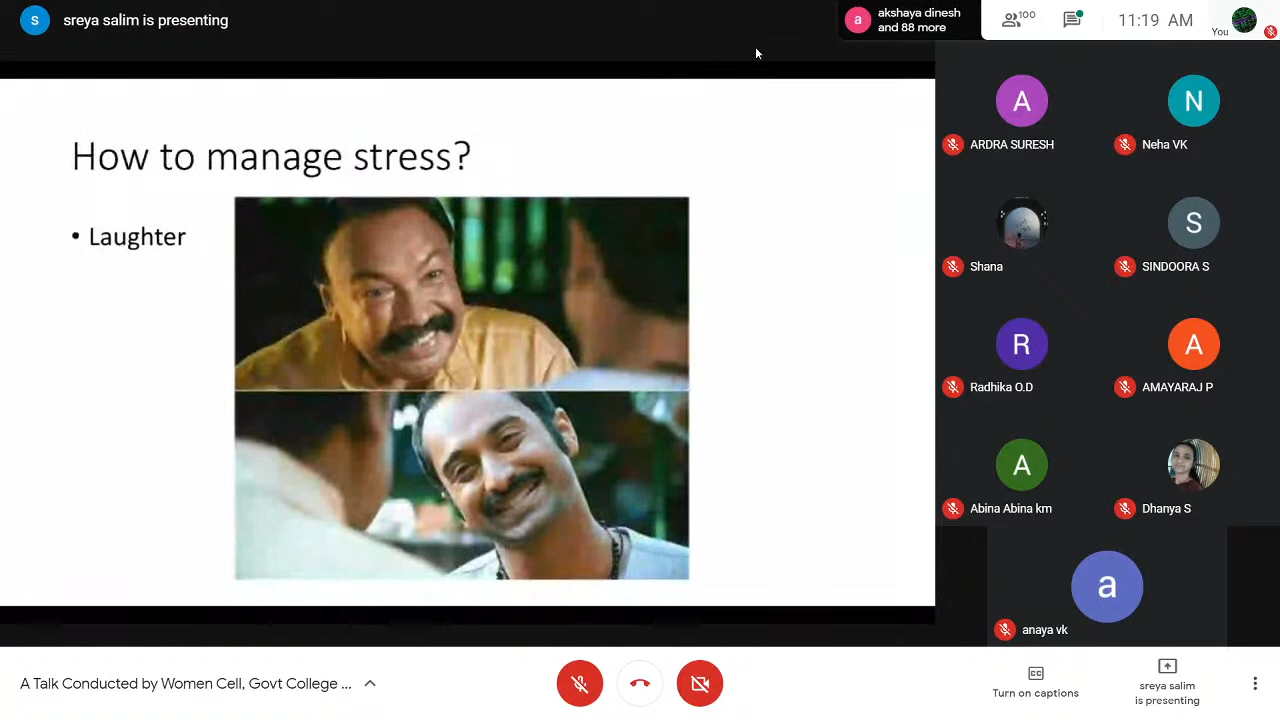 s
sreya salim is presenting
a
akshaya dinesh
and 88 more
100
11:19 AM
You
How to manage stress?
• Laughter
A
ARDRA SURESH
N
Neha VK
Shana
S
SINDOORA S
R
Radhika O.D
A
AMAYARAJ P
A
Abina Abina km
Dhanya S
a
anaya vk
A Talk Conducted by Women Cell, Govt College ...
Turn on captions
sreya salim
is presenting